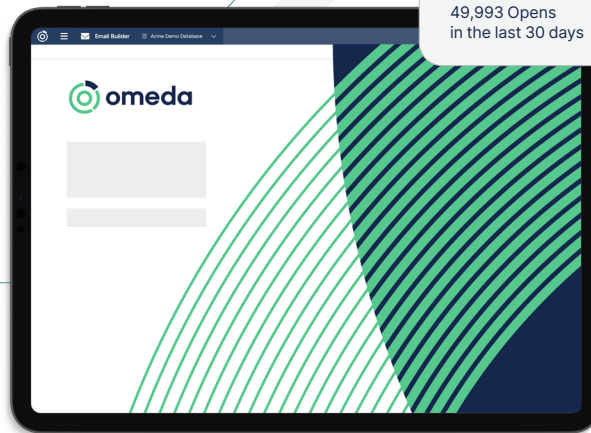 49,993 Opens
in the last 30 days
Email Builder
Acme Demo Database
omeda